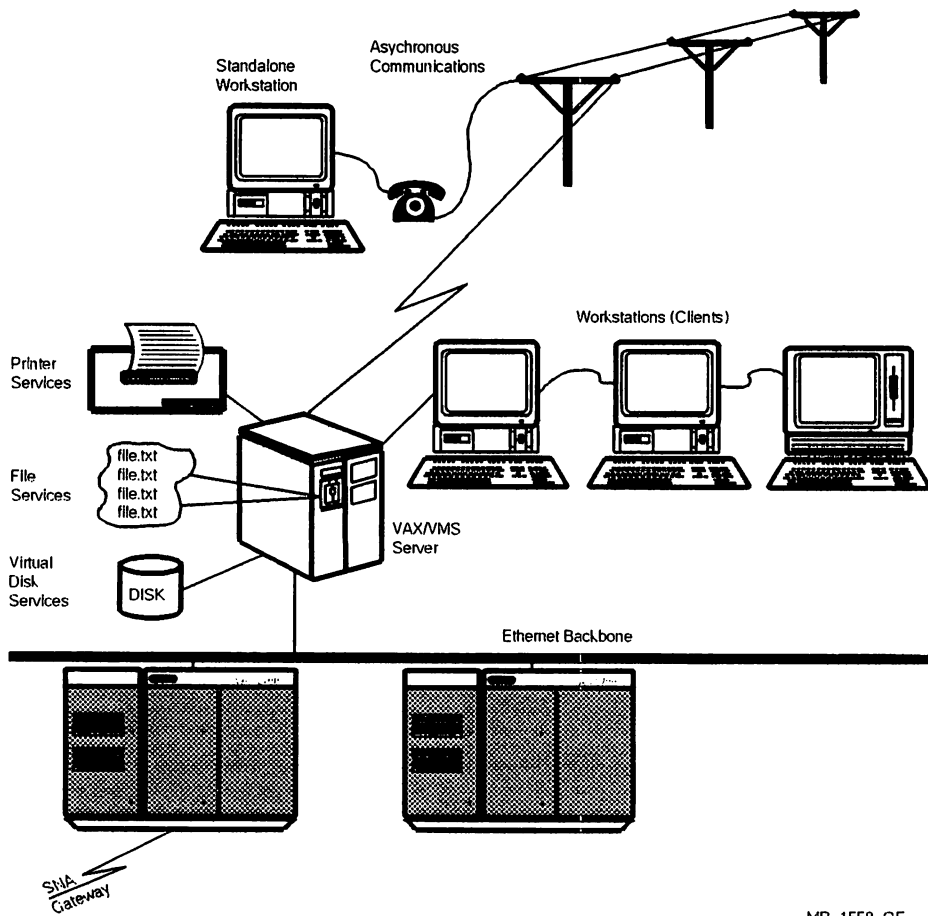 Standalone
Workstation
Asychronous
Communications
Workstations (Clients)
Printer
Services
File
Services
file.txt
file.txt
file.txt
file.txt
VAX/VMS
Server
Virtual
Disk
Services
DISK
Ethernet Backbone
SNA
Gateway